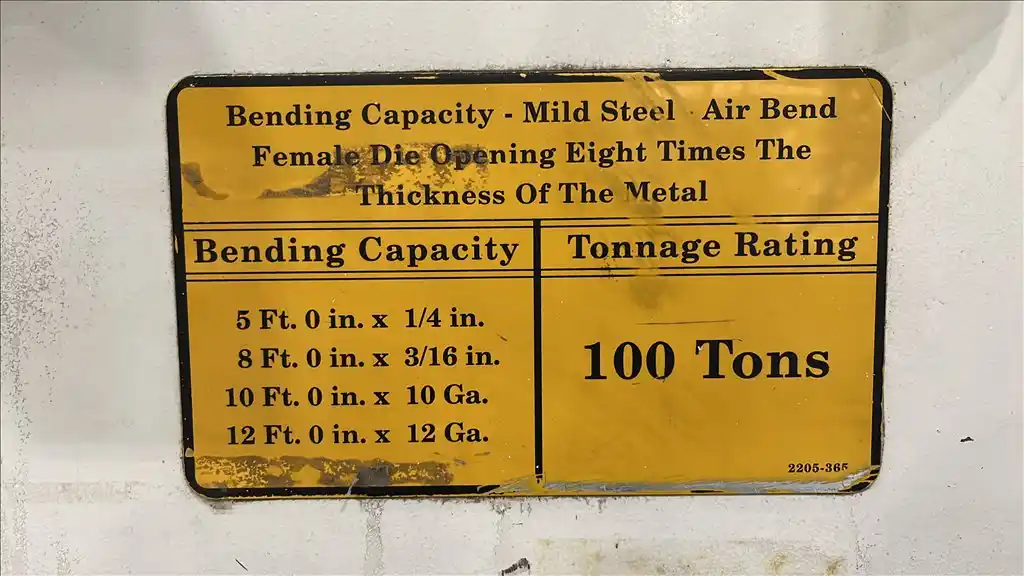 Bending Capacity - Mild Steel - Air Bend
Female Die Opening Eight Times The
Thickness Of The Metal
Bending Capacity
Tonnage Rating
5 Ft. 0 in. x 1/4 in.
8 Ft. 0 in. x 3/16 in.
10 Ft. 0 in. x 10 Ga.
12 Ft. 0 in. x 12 Ga.
100 Tons
2205-365